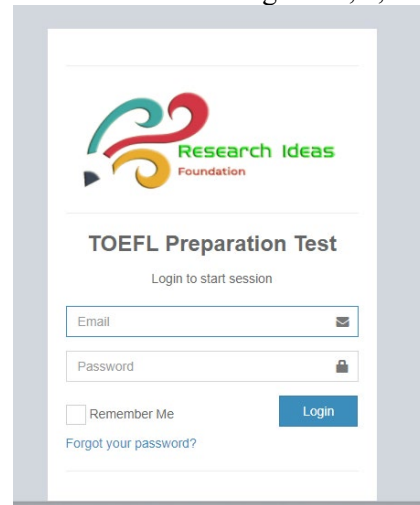 Research Ideas
Foundation
TOEFL Preparation Test
Login to start session
Email
Password
Remember Me
Login
Forgot your password?